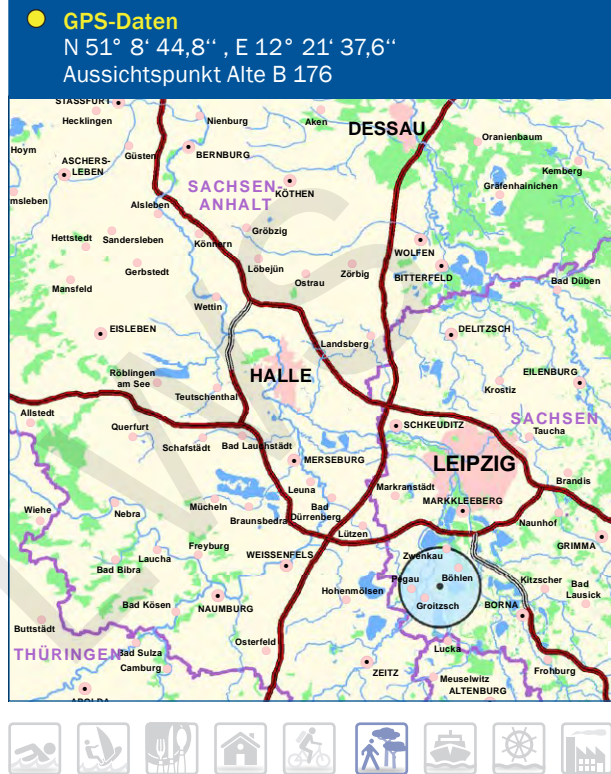 GPS-Daten
N 51° 8‘ 44,8‘‘ , E 12° 21‘ 37,6‘‘
Aussichtspunkt Alte B 176
STASSFURT
Hecklingen
Nienburg
Aken
DESSAU
Oranienbaum
Hoym
ASCHERS-
LEBEN
Güsten
BERNBURG
Kemberg
Gräfenhainichen
SACHSEN-
ANHALT
KÖTHEN
msleben
Alsleben
Hettstedt
Sandersleben
Könnern
Gröbzig
WOLFEN
Gerbstedt
Löbejün
Zörbig
BITTERFELD
Mansfeld
Ostrau
Bad Düben
Wettin
EISLEBEN
Landsberg
DELITZSCH
Röblingen
am See
HALLE
EILENBURG
Teutschenthal
Krostiz
Allstedt
Querfurt
SCHKEUDITZ
SACHSEN
Taucha
Schafstädt
Bad Lauchstädt
MERSEBURG
LEIPZIG
Leuna
Markranstädt
Brandis
Wiehe
Nebra
Mücheln
Bad
Dürrenberg
MARKKLEEBERG
Braunsbedra
Lützen
Naunhof
Freyburg
GRIMMA
Laucha
WEISSENFELS
Zwenkau
Bad Bibra
Pegau
Böhlen
Kitzscher
Bad
Lausick
Hohenmölsen
Bad Kösen
NAUMBURG
Groitzsch
BORNA
Buttstädt
Osterfeld
Lucka
THÜRINGEN
Bad Sulza
Camburg
ZEITZ
Frohburg
Meuselwitz
ALTENBURG
APOLDA